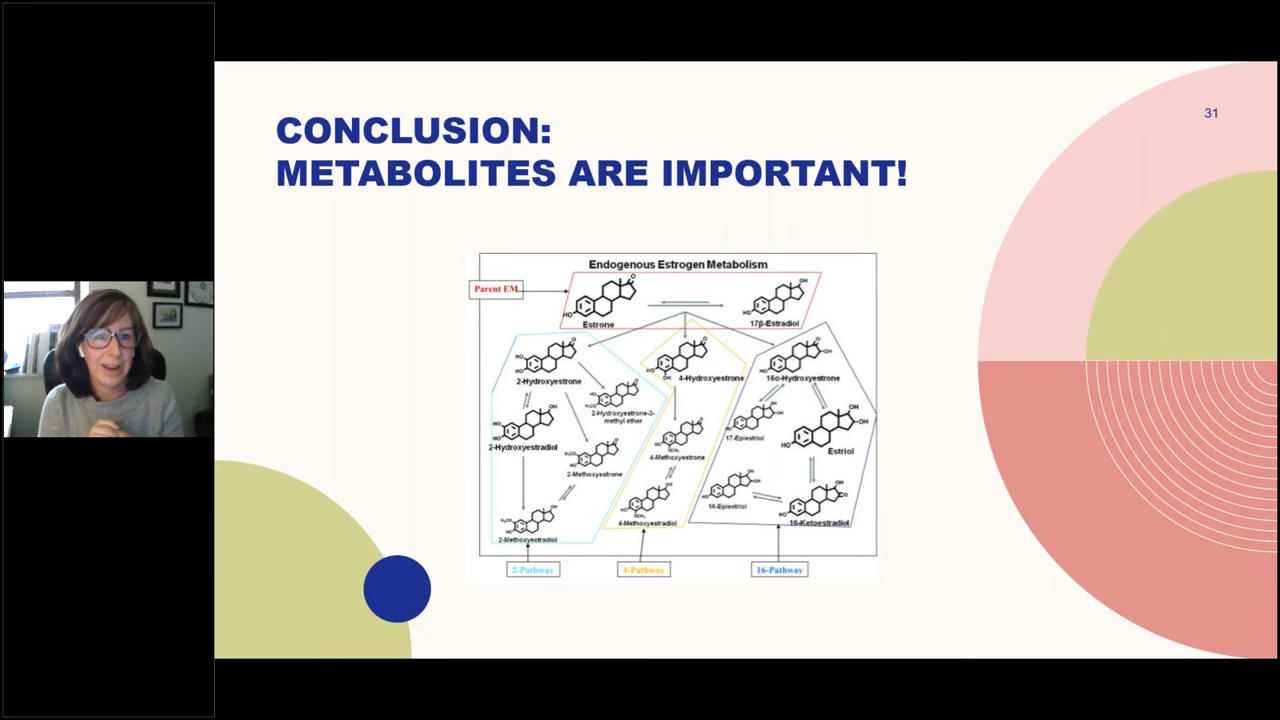 31
CONCLUSION:
METABOLITES ARE IMPORTANT!
Endogenous Estrogen Metabolism
Parent EM
Estrone
17β-Estradiol
2-Hydroxyestrone
4-Hydroxyestrone
16α-Hydroxyestrone
2-Hydroxyestrone-3-
methyl ether
2-Hydroxyestradiol
17-Epiestriol
Estriol
4-Methoxyestrone
2-Methoxyestrone
16-Epiestriol
16-Ketoestradiol
4-Methoxyestradiol
2-Methoxyestradiol
2-Pathway
4-Pathway
16-Pathway